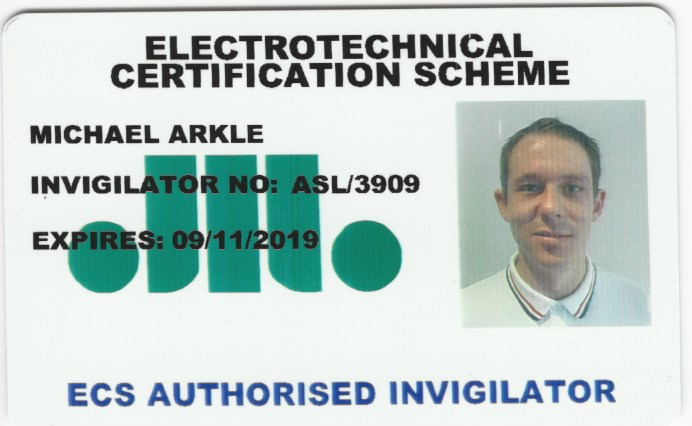 ELECTROTECHNICAL
CERTIFICATION SCHEME
MICHAEL ARKLE
INVIGILATOR NO: ASL/3909
EXPIRES: 09/11/2019
ECS AUTHORISED INVIGILATOR